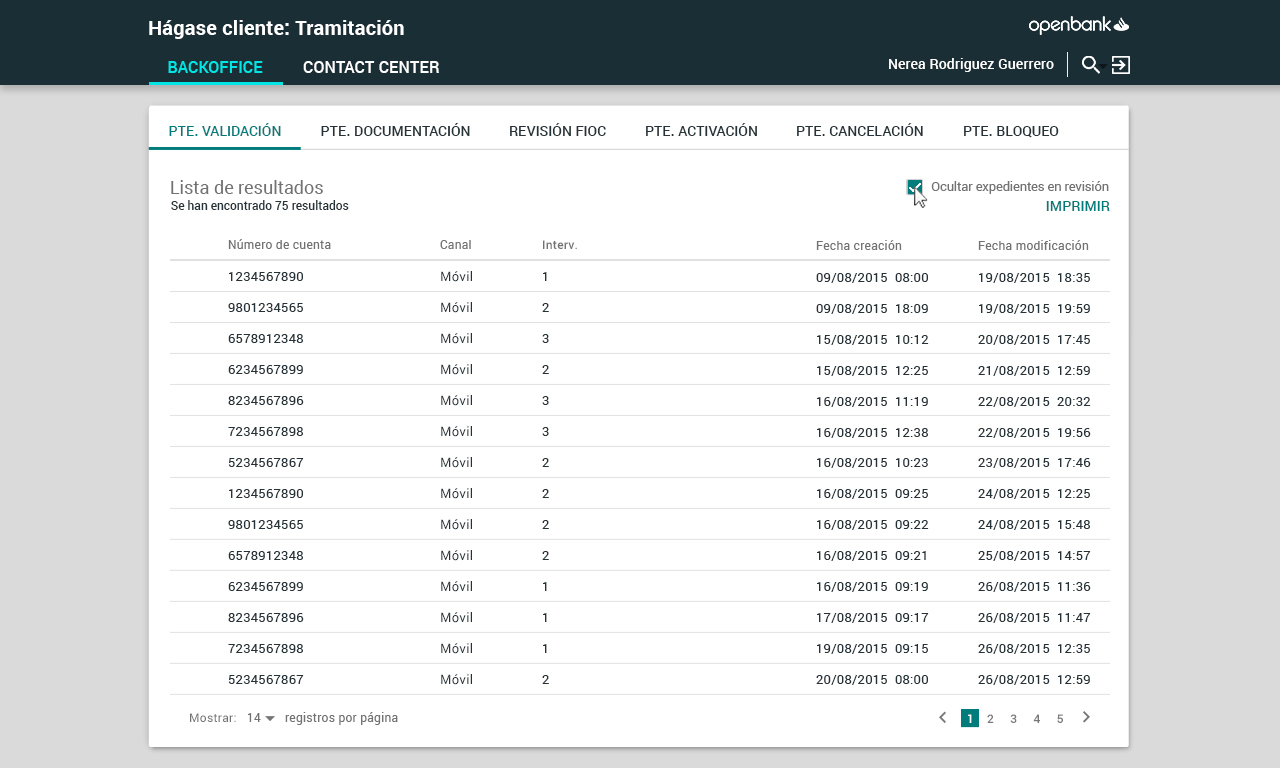 Hágase cliente: Tramitación
openbank
BACKOFFICE CONTACT CENTER
Nerea Rodriguez Guerrero
PTE. VALIDACIÓN PTE. DOCUMENTACIÓN REVISIÓN FIOC PTE. ACTIVACIÓN PTE. CANCELACIÓN PTE. BLOQUEO
Lista de resultados
Ocultar expedientes en revisión
Se han encontrado 75 resultados
IMPRIMIR
Número de cuenta Canal Interv. Fecha creación Fecha modificación
1234567890 Móvil 1 09/08/2015 08:00 19/08/2015 18:35
9801234565 Móvil 2 09/08/2015 18:09 19/08/2015 19:59
6578912348 Móvil 3 15/08/2015 10:12 20/08/2015 17:45
6234567899 Móvil 2 15/08/2015 12:25 21/08/2015 12:59
8234567896 Móvil 3 16/08/2015 11:19 22/08/2015 20:32
7234567898 Móvil 3 16/08/2015 12:38 22/08/2015 19:56
5234567867 Móvil 2 16/08/2015 10:23 23/08/2015 17:46
1234567890 Móvil 2 16/08/2015 09:25 24/08/2015 12:25
9801234565 Móvil 2 16/08/2015 09:22 24/08/2015 15:48
6578912348 Móvil 2 16/08/2015 09:21 25/08/2015 14:57
6234567899 Móvil 1 16/08/2015 09:19 26/08/2015 11:36
8234567896 Móvil 1 17/08/2015 09:17 26/08/2015 11:47
7234567898 Móvil 1 19/08/2015 09:15 26/08/2015 12:35
5234567867 Móvil 2 20/08/2015 08:00 26/08/2015 12:59
Mostrar: 14 registros por página
1 2 3 4 5